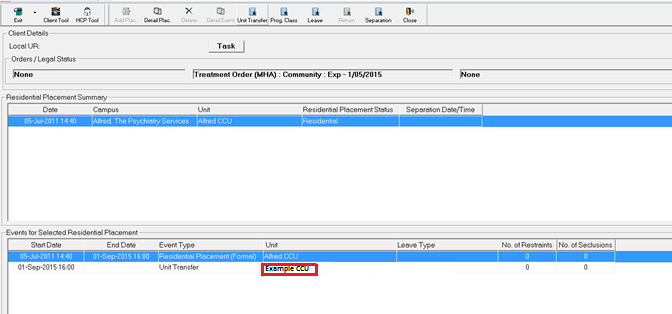 Exit Client Tool HCP Tool Add Plac. Detail Plac. Delete Detail Event Unit Transfer Prog. Class Leave Return Separation Close
Client Details
Local UR: Task
Orders / Legal Status
None Treatment Order (MHA) : Community : Exp - 1/05/2015 None
Residential Placement Summary
Date Campus Unit Residential Placement Status Separation Date/Time
05-Jul-2011 14:40 Alfred, The Psychiatry Services Alfred CCU Residential
Events for Selected Residential Placement
Start Date End Date Event Type Unit Leave Type No. of Restraints No. of Seclusions
05-Jul-2011 14:40 01-Sep-2015 16:00 Residential Placement (Formal) Alfred CCU 0 0
01-Sep-2015 16:00 Unit Transfer Example CCU 0 0